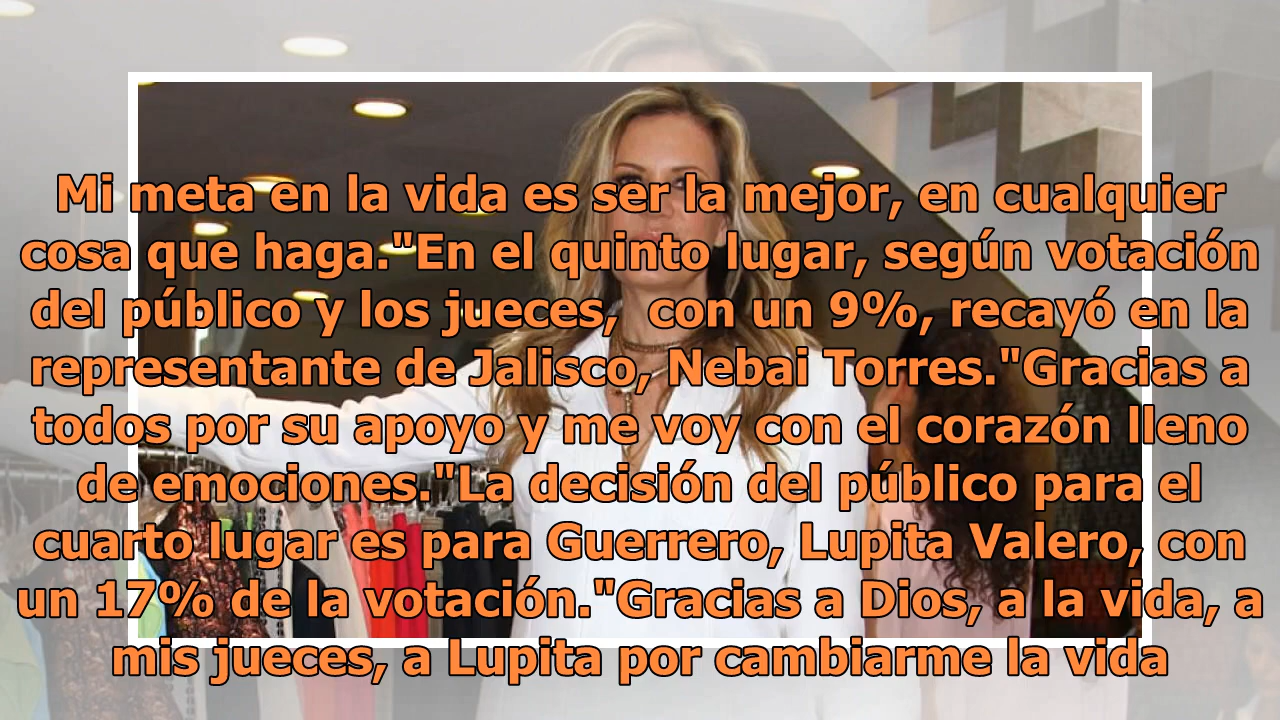 Mi meta en la vida es ser la mejor, en cualquier
cosa que haga."En el quinto lugar, según votación
del público y los jueces,  con un 9%, recayó en la
representante de Jalisco, Nebai Torres."Gracias a
todos por su apoyo y me voy con el corazón lleno
de emociones."La decisión del público para el
cuarto lugar es para Guerrero, Lupita Valero, con
un 17% de la votación."Gracias a Dios, a la vida, a
mis jueces, a Lupita por cambiarme la vida